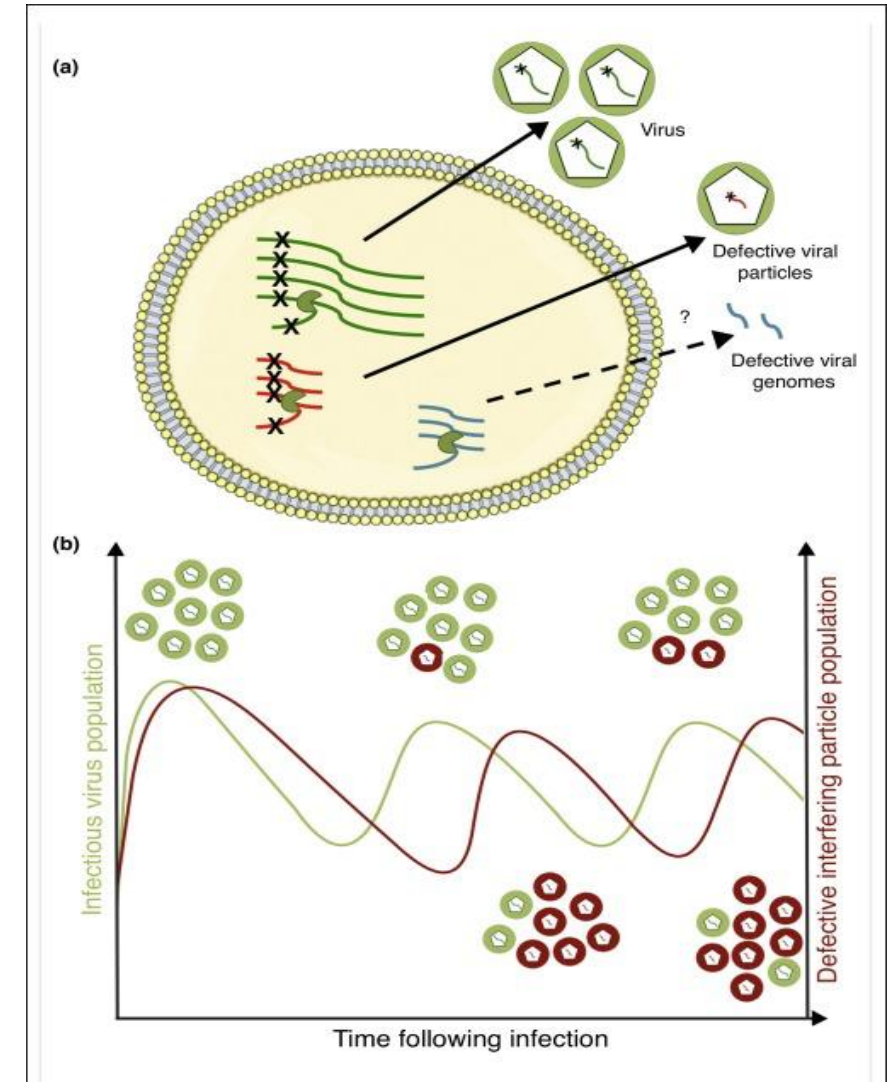 (a)
Virus
Defective viral
particles
?
Defective viral
genomes
(b)
Infectious virus population
Defective interfering particle population
Time following infection